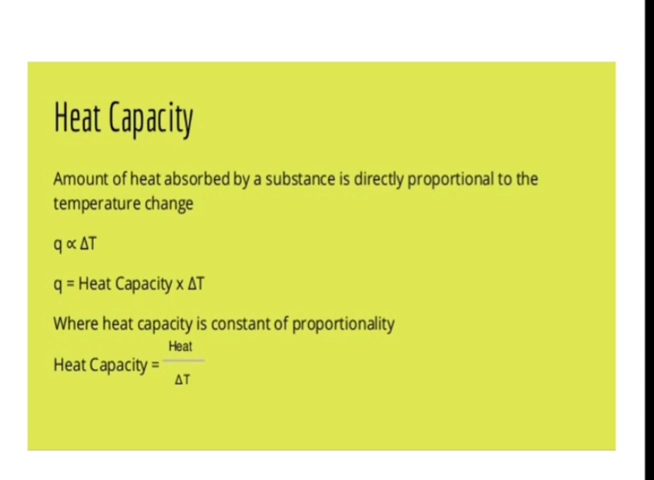 Heat Capacity
Amount of heat absorbed by a substance is directly proportional to the
temperature change
q ∝ ΔT
q = Heat Capacity x ΔT
Where heat capacity is constant of proportionality
Heat
Heat Capacity =
ΔT